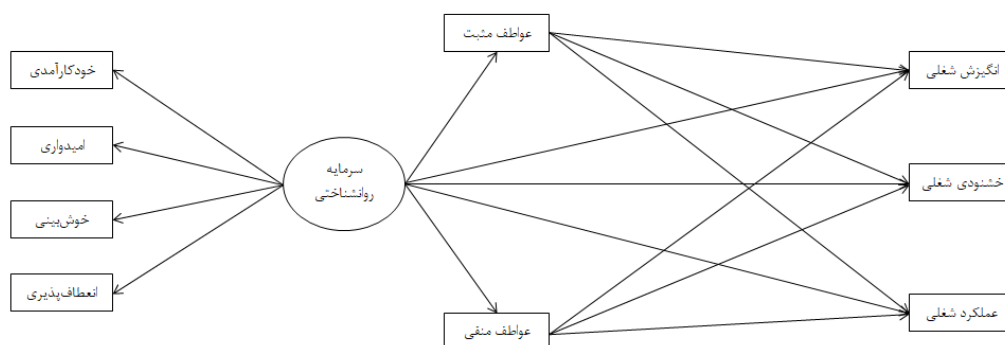 عواطف مثبت
انگیزش شغلی
خودکارآمدی
امیدواری
سرمایه
روانشناختی
خشنودی شغلی
خوش‌بینی
انعطاف‌پذیری
عملکرد شغلی
عواطف منفی